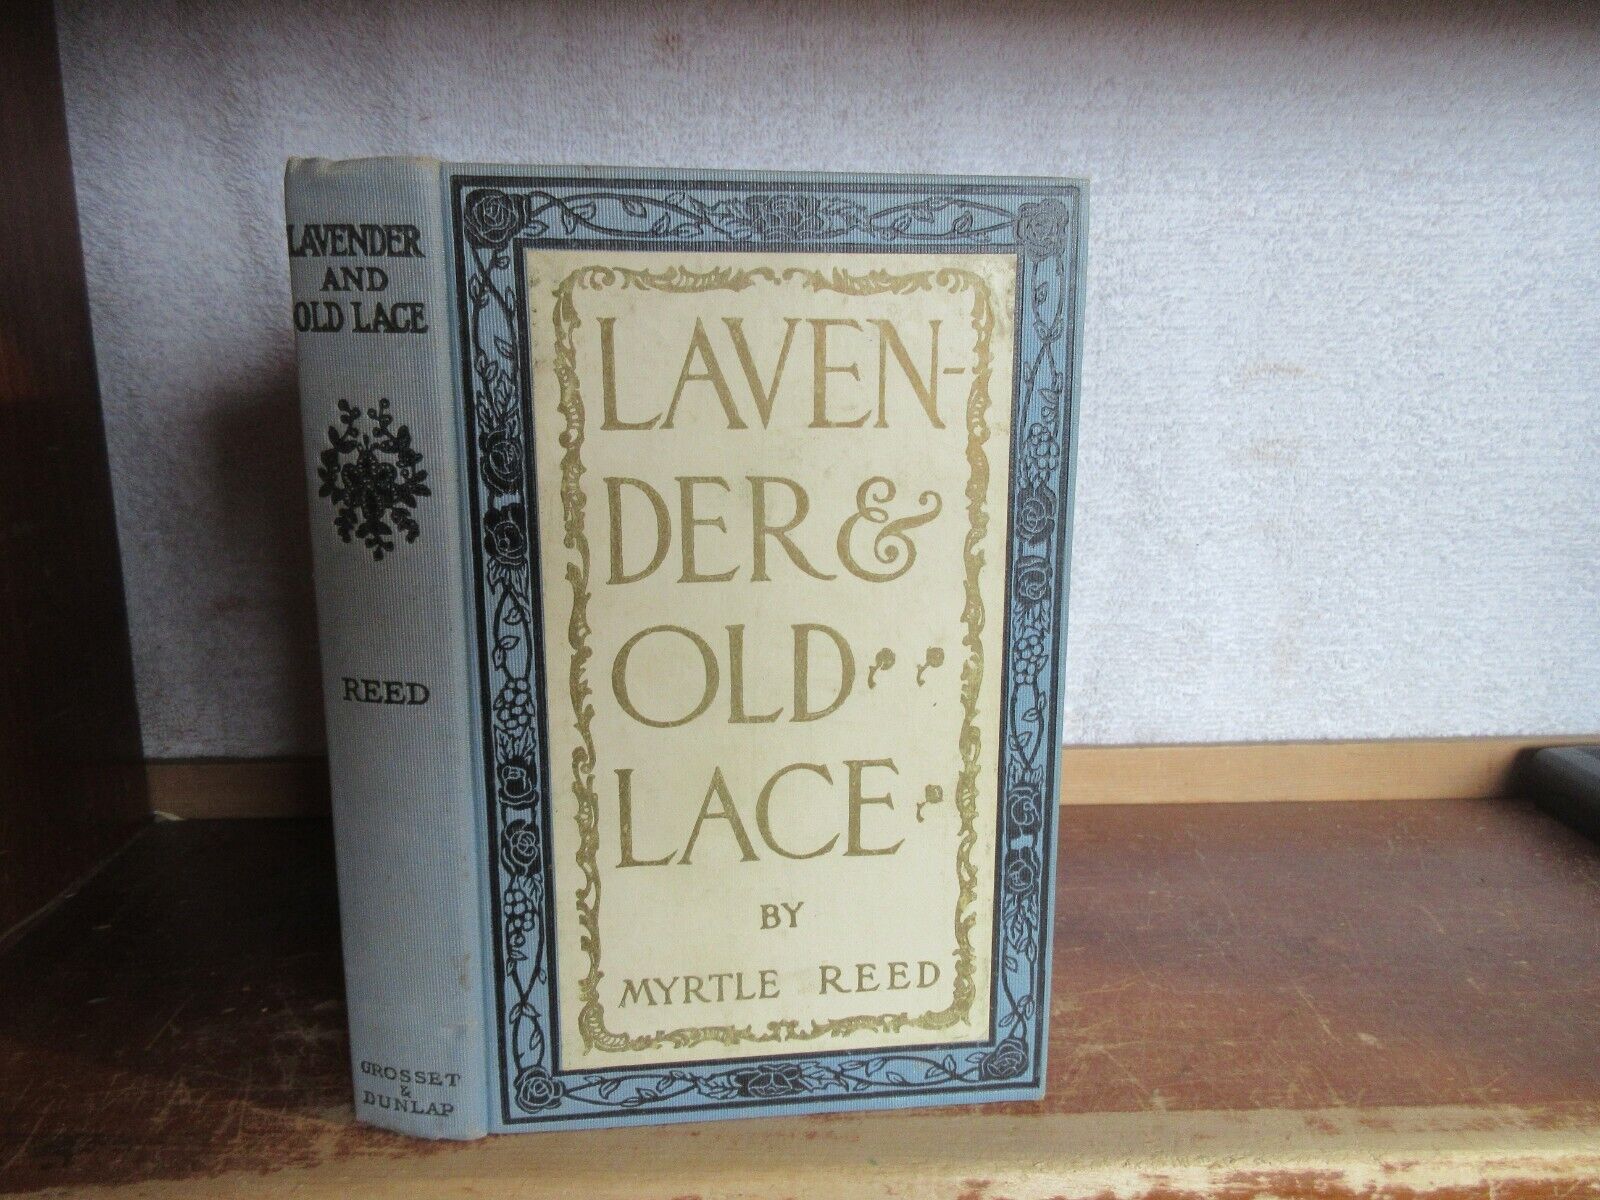 LAVENDER
AND
OLD LACE
REED
GROSSET
&
DUNLAP
LAVEN-
DER &
OLD
LACE
BY
MYRTLE REED